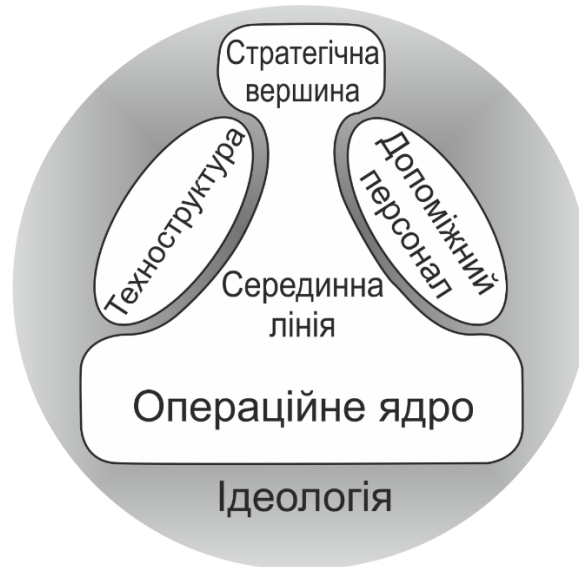 Стратегічна
вершина
Техноструктура
Допоміжний
персонал
Серединна
лінія
Операційне ядро
Ідеологія